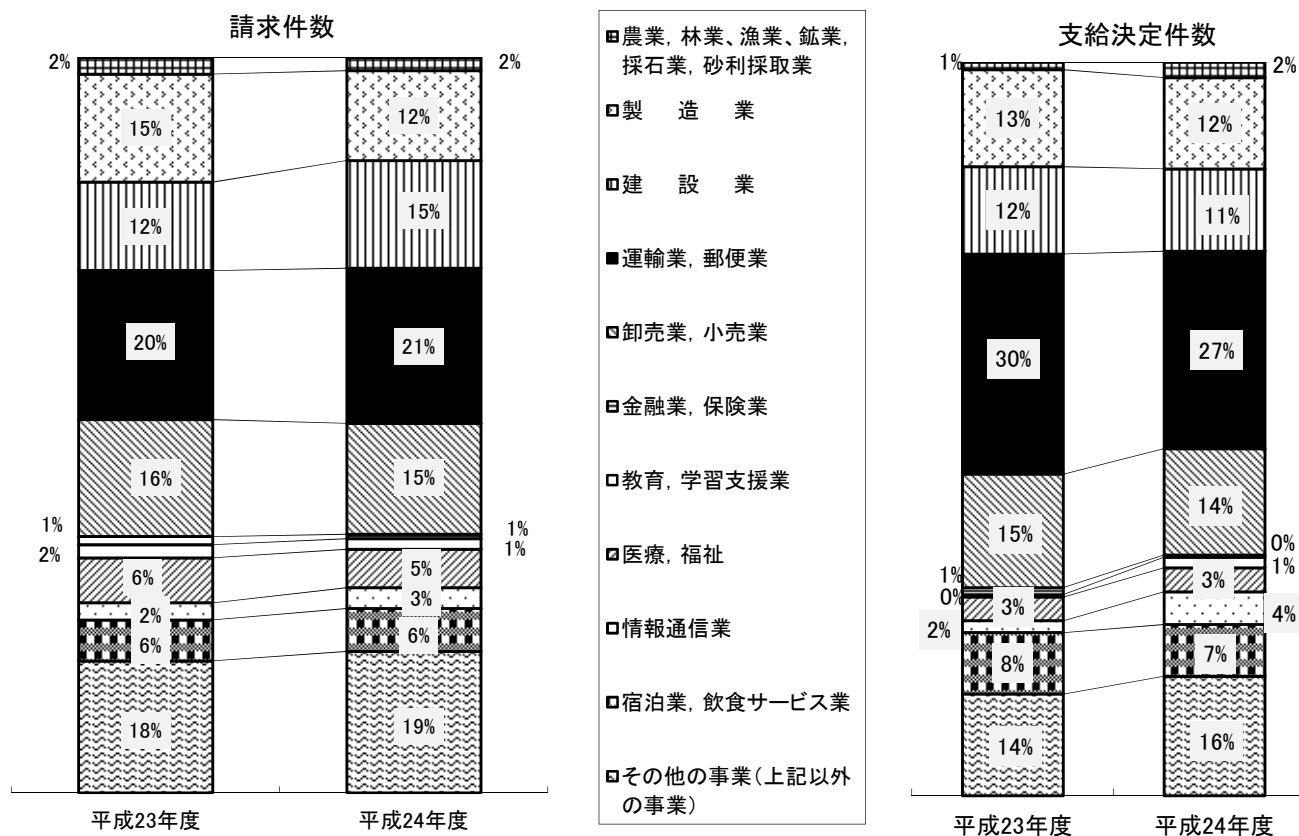 請求件数
2%
15%
12%
20%
16%
1%
2%
6%
2%
6%
18%
平成23年度
2%
12%
15%
21%
15%
1%
1%
5%
3%
6%
19%
平成24年度
農業, 林業、漁業、鉱業,
採石業, 砂利採取業
製　造　業
建　設　業
運輸業, 郵便業
卸売業, 小売業
金融業, 保険業
教育, 学習支援業
医療, 福祉
情報通信業
宿泊業, 飲食サービス業
その他の事業(上記以外
の事業)
支給決定件数
1%
13%
12%
30%
15%
1%
0%
3%
2%
8%
14%
平成23年度
2%
12%
11%
27%
14%
0%
1%
3%
4%
7%
16%
平成24年度